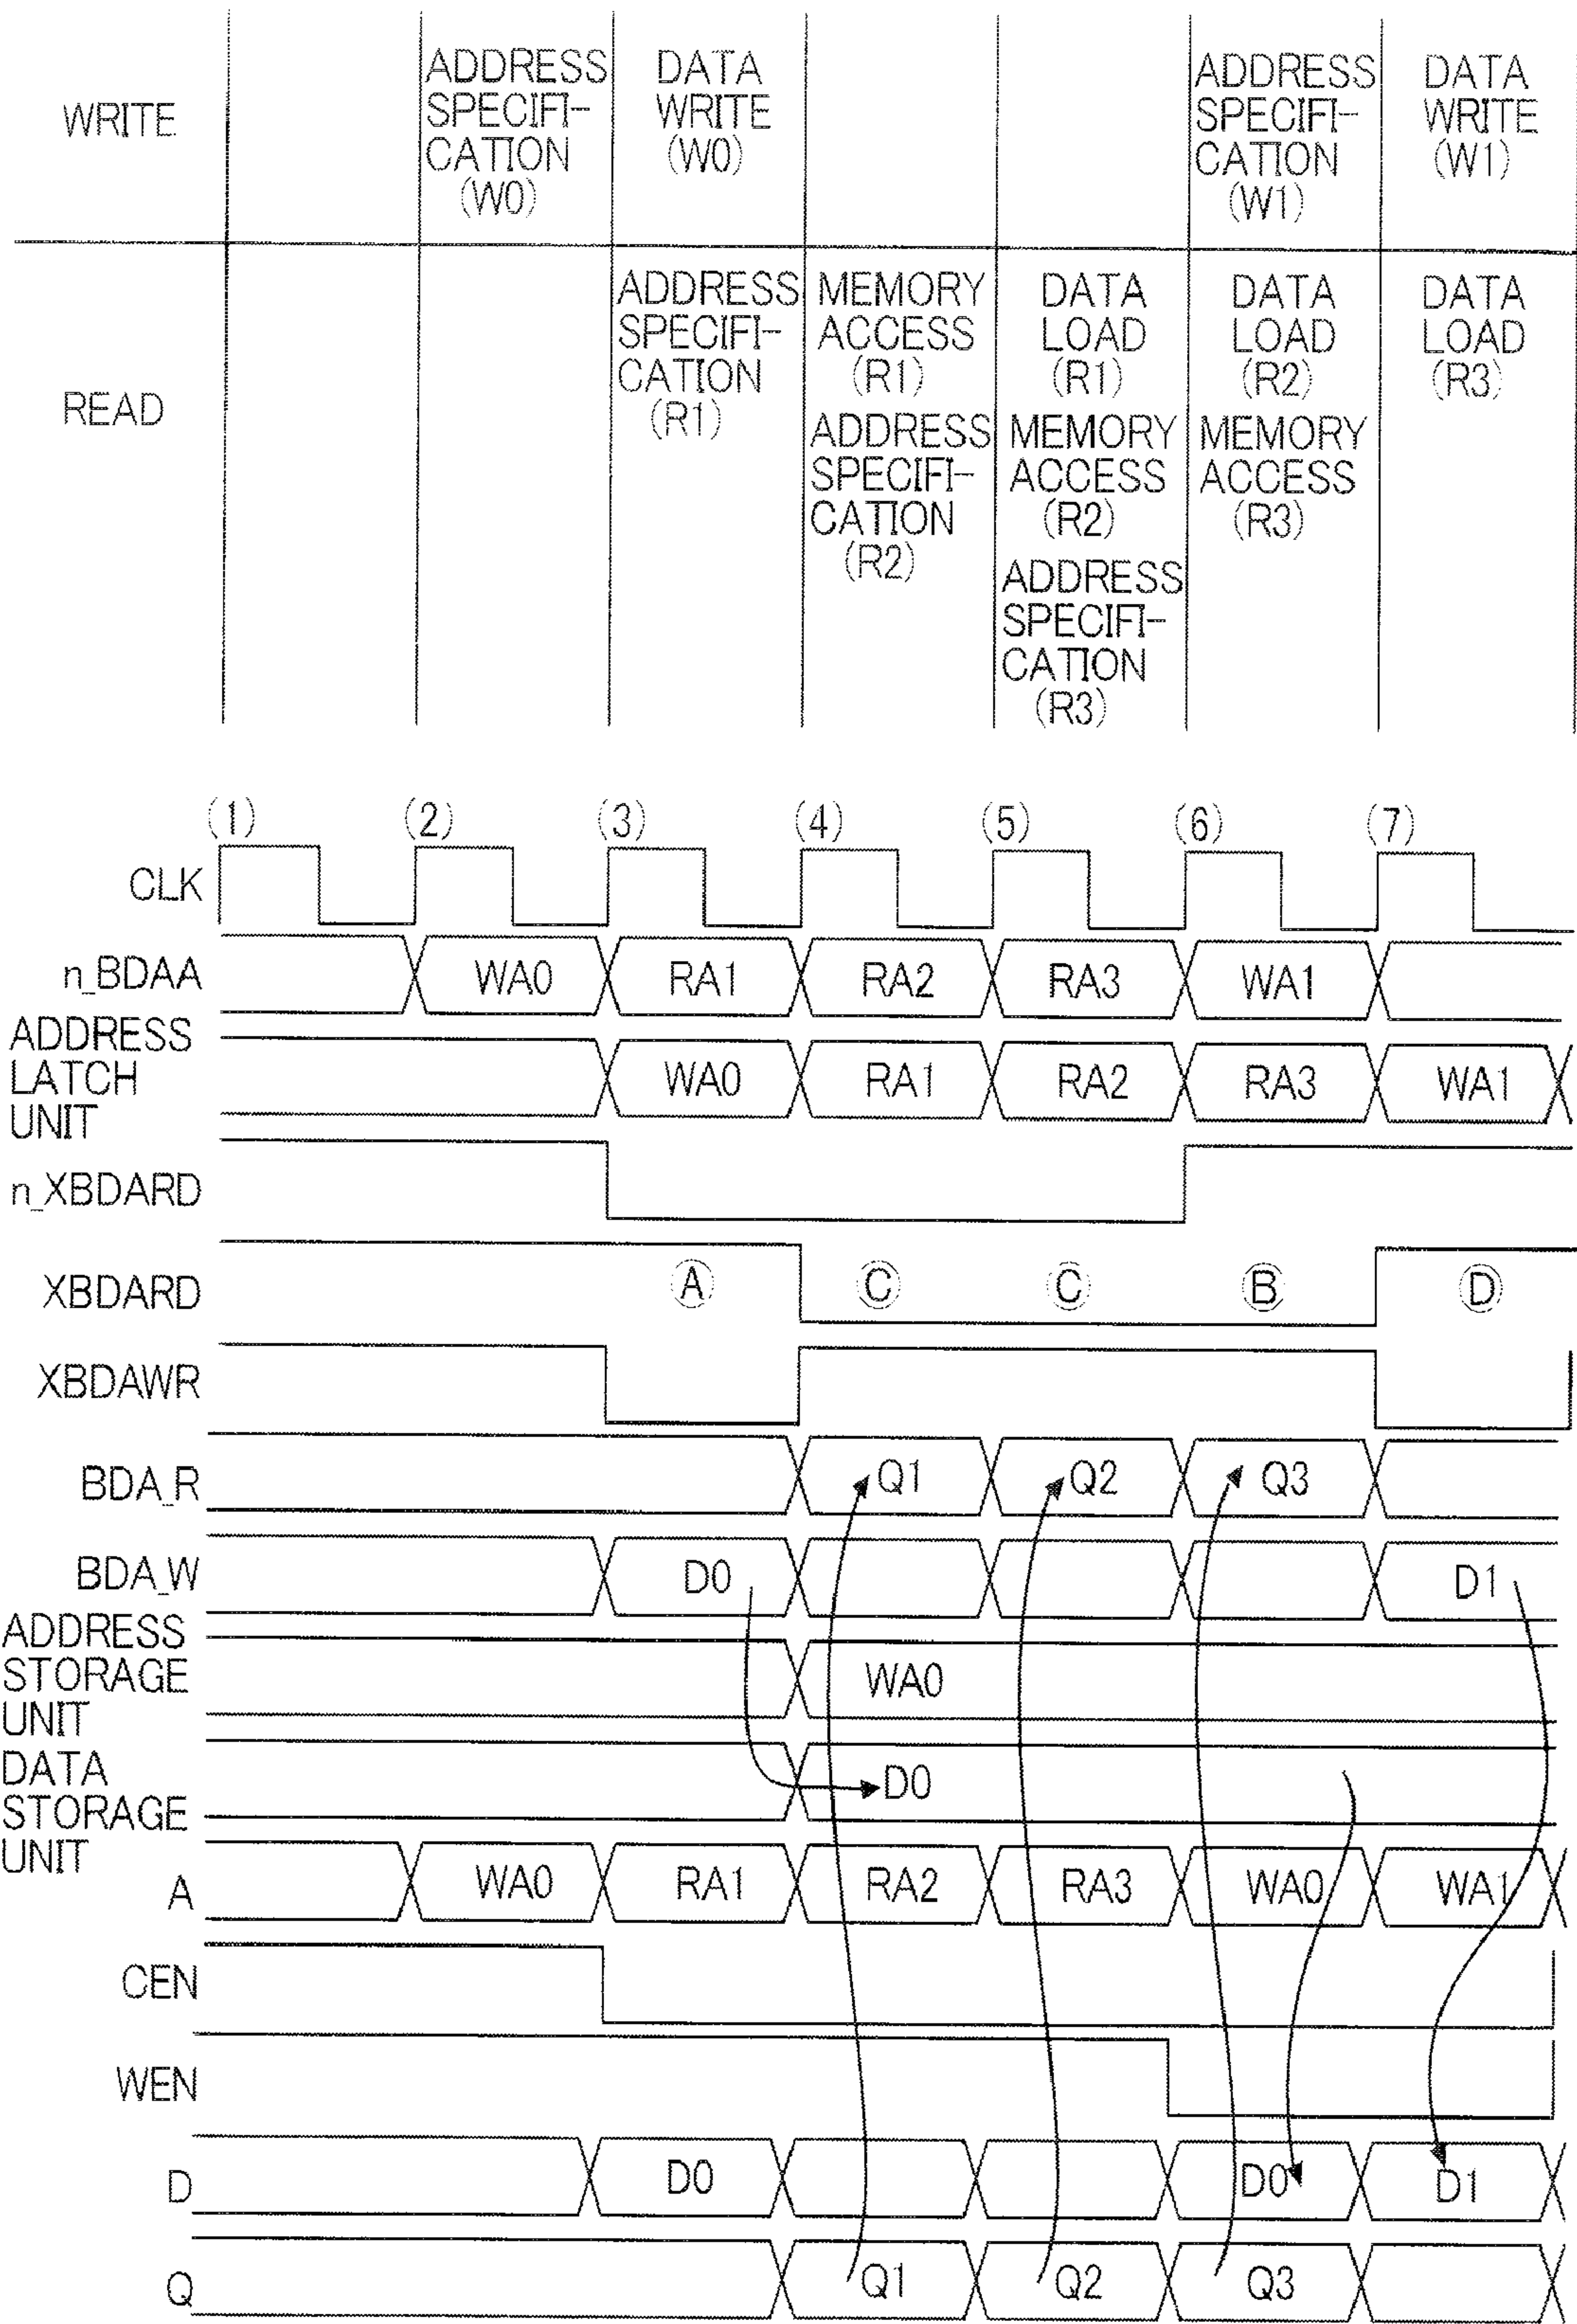 WRITE
ADDRESS
SPECIFI-
CATION
(W0)
DATA
WRITE
(W0)
ADDRESS
SPECIFI-
CATION
(W1)
DATA
WRITE
(W1)
READ
ADDRESS
SPECIFI-
CATION
(R1)
MEMORY
ACCESS
(R1)
ADDRESS
SPECIFI-
CATION
(R2)
DATA
LOAD
(R1)
MEMORY
ACCESS
(R2)
ADDRESS
SPECIFI-
CATION
(R3)
DATA
LOAD
(R2)
MEMORY
ACCESS
(R3)
DATA
LOAD
(R3)
(1) (2) (3) (4) (5) (6) (7)
CLK
n_BDAA WA0 RA1 RA2 RA3 WA1
ADDRESS
LATCH
UNIT
WA0 RA1 RA2 RA3 WA1
n_XBDARD
XBDARD A C C B D
XBDAWR
BDA_R Q1 Q2 Q3
BDA_W D0 D1
ADDRESS
STORAGE
UNIT
WA0
DATA
STORAGE
UNIT
D0
A WA0 RA1 RA2 RA3 WA0 WA1
CEN
WEN
D D0 D0 D1
Q Q1 Q2 Q3